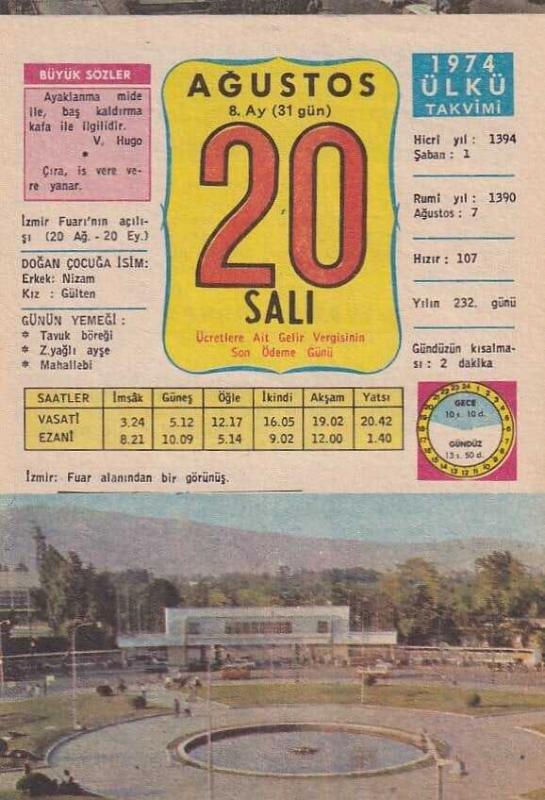 BÜYÜK SÖZLER
Ayaklanma mide
ile, baş kaldırma
kafa ile ilgilidir.
V. Hugo
*
Çıra, is vere ve-
re yanar.
İzmir Fuarı'nın açılı-
şı (20 Ağ. - 20 Ey.)
DOĞAN ÇOCUĞA İSİM:
Erkek: Nizam
Kız : Gülten
GÜNÜN YEMEĞİ :
* Tavuk böreği
* Z.yağlı ayşe
* Mahallebi
AĞUSTOS
8. Ay (31 gün)
20
SALI
Ücretlere Ait Gelir Vergisinin
Son Ödeme Günü
1974
ÜLKÜ
TAKVİMİ
Hicrî yıl : 1394
Şaban : 1
Rumî yıl : 1390
Ağustos : 7
Hızır : 107
Yılın 232. günü
Gündüzün kısalma-
sı : 2 dakika
SAATLER İmsâk Güneş Öğle İkindi Akşam Yatsı
VASATİ 3.24 5.12 12.17 16.05 19.02 20.42
EZANİ 8.21 10.09 5.14 9.02 12.00 1.40
GECE
10 s. 10 d.
GÜNDÜZ
13 s. 50 d.
İzmir: Fuar alanından bir görünüş.